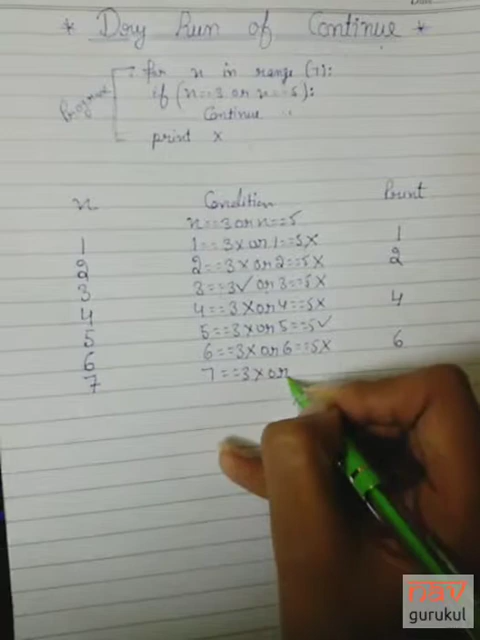 * Dry Run of Continue *
Program
for n in range (7):
if (n==3 or n==5):
Continue
print x
n Condition Print
n==3 or n==5
1 1==3x or 1==5x 1
2 2==3x or 2==5x 2
3 3==3✓ or 3==5x
4 4==3x or 4==5x 4
5 5==3x or 5==5✓
6 6==3x or 6==5x 6
7 7==3x or
nav
gurukul